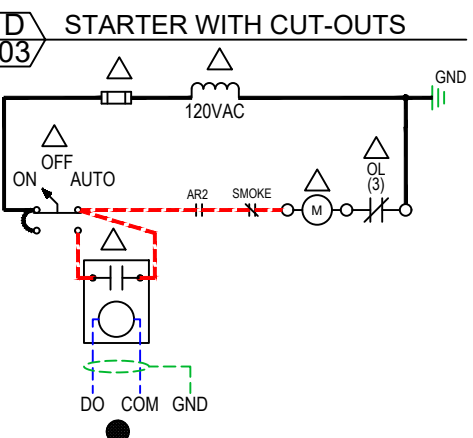 D STARTER WITH CUT-OUTS
03
GND
120VAC
OFF
ON AUTO
OL
(3)
AR2 SMOKE
M
DO COM GND